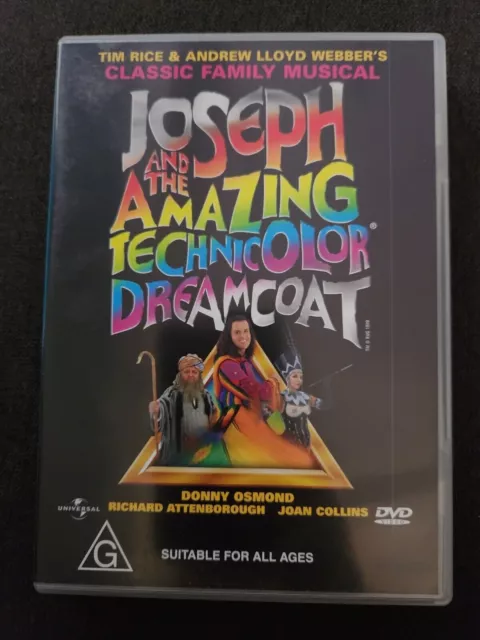 TIM RICE & ANDREW LLOYD WEBBER'S
CLASSIC FAMILY MUSICAL
JOSEPH
AND THE
AMAZING
TECHNICOLOR®
DREAMCOAT
DONNY OSMOND
RICHARD ATTENBOROUGH JOAN COLLINS
UNIVERSAL
DVD
VIDEO
G
SUITABLE FOR ALL AGES